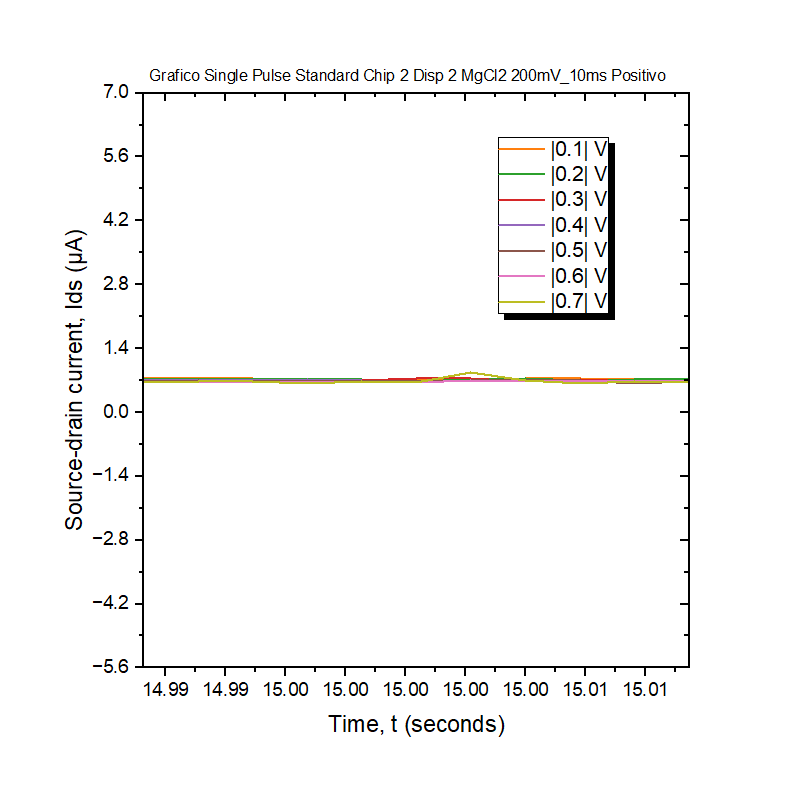 Grafico Single Pulse Standard Chip 2 Disp 2 MgCl2 200mV_10ms Positivo
7.0
5.6
4.2
2.8
1.4
0.0
−1.4
−2.8
−4.2
−5.6
Source-drain current, Ids (µA)
|0.1| V
|0.2| V
|0.3| V
|0.4| V
|0.5| V
|0.6| V
|0.7| V
14.99 14.99 15.00 15.00 15.00 15.00 15.00 15.01 15.01
Time, t (seconds)